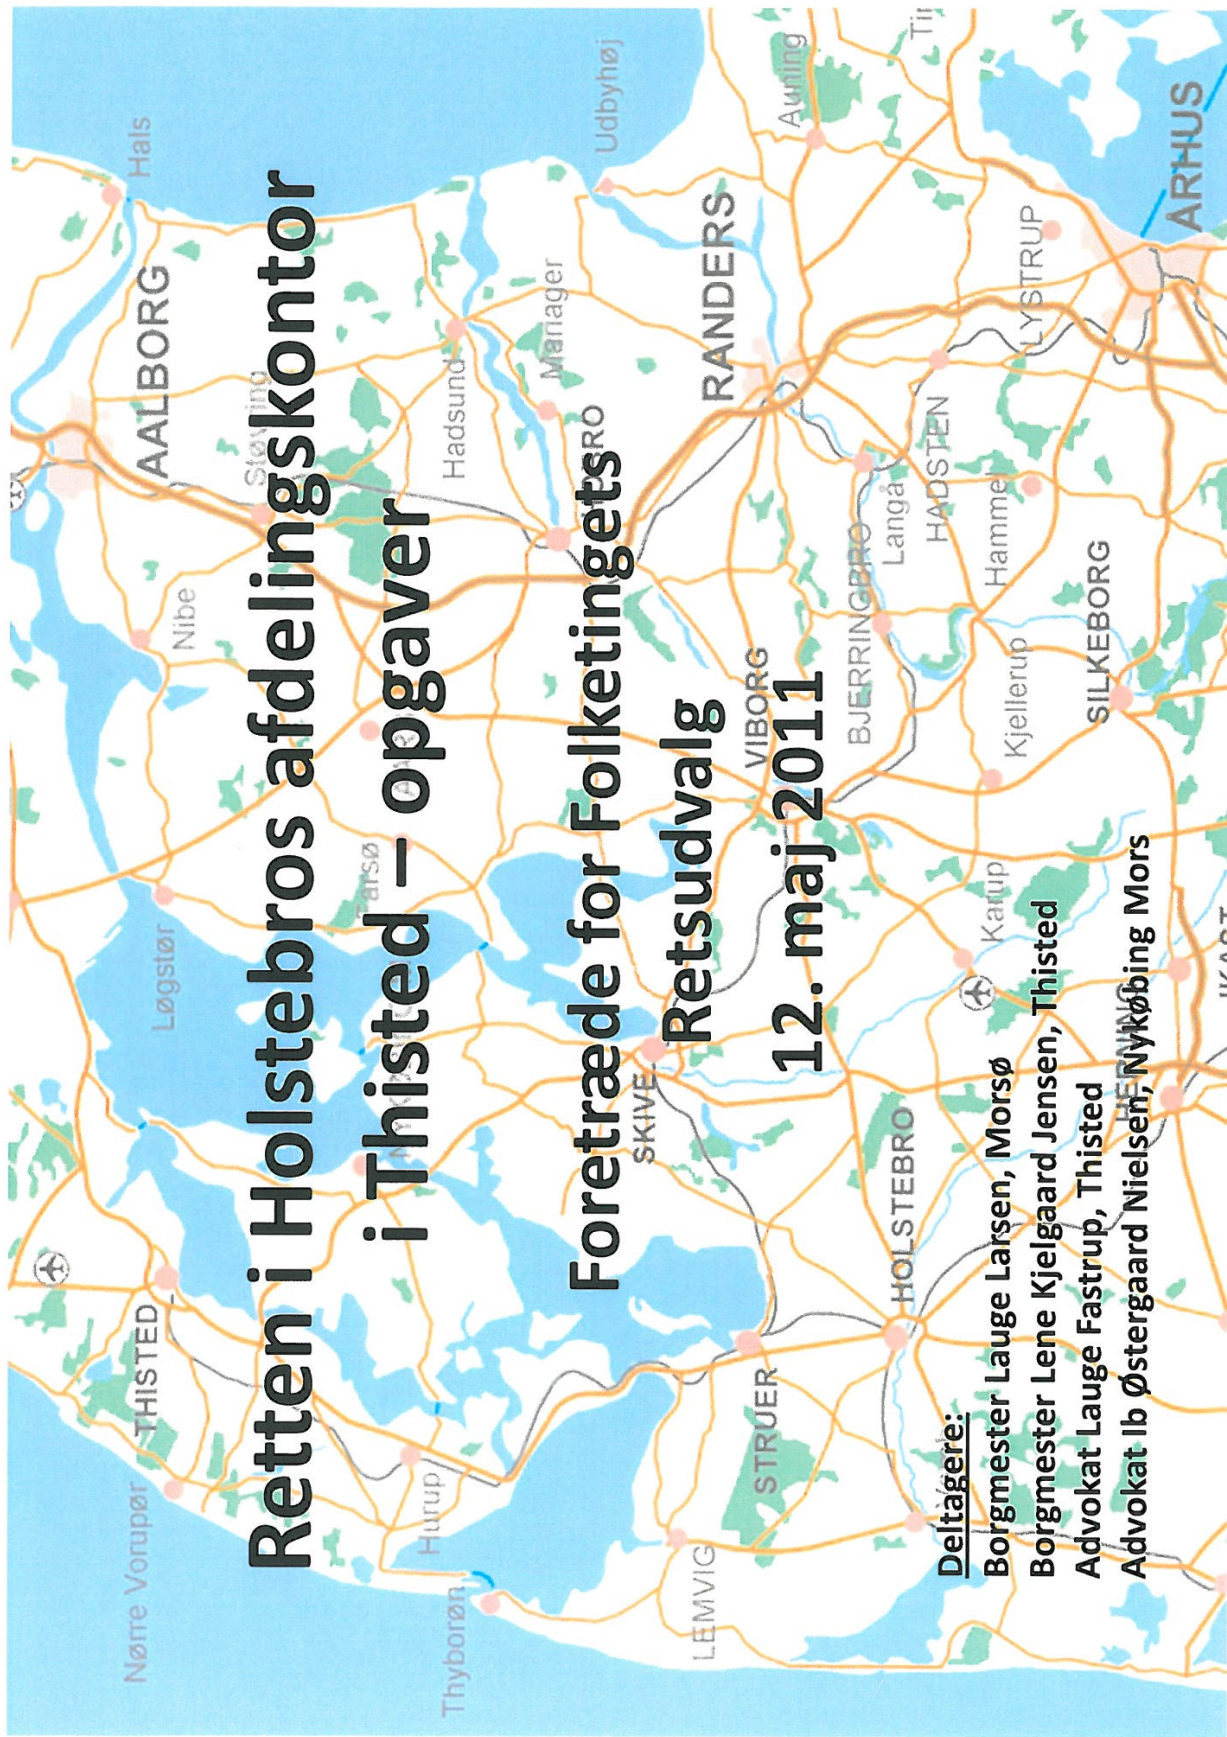 Retten i Holstebros afdelingskontor
i Thisted – opgaver
Foretræde for Folketingets
Retsudvalg
12. maj 2011
Deltagere:
Borgmester Lauge Larsen, Morsø
Borgmester Lene Kjelgaard Jensen, Thisted
Advokat Lauge Fastrup, Thisted
Advokat Ib Østergaard Nielsen, Nykøbing Mors
Nørre Vorupør
THISTED
Løgstør
Nibe
AALBORG
Hals
Støvring
Thyborøn
Hurup
Hadsund
Mariager
Udbyhøj
SKIVE
LEMVIG
STRUER
VIBORG
RANDERS
Auning
HOLSTEBRO
BJERRINGBRO
Langå
HADSTEN
Karup
Kjellerup
Hammel
LYSTRUP
HERNING
SILKEBORG
ÅRHUS